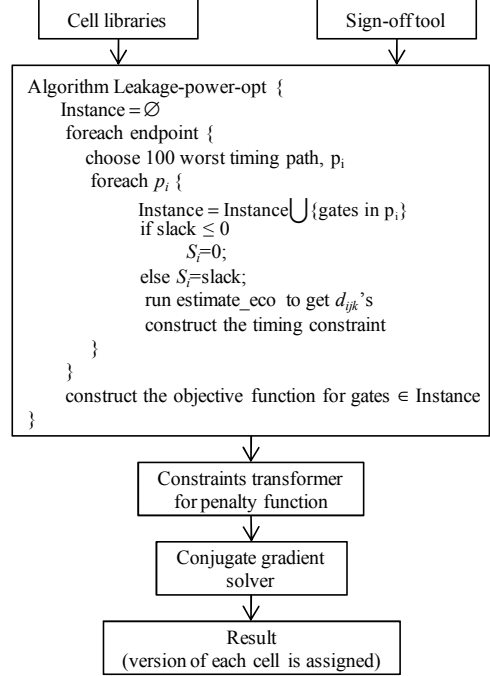 Cell libraries
Sign-off tool
Algorithm Leakage-power-opt {
Instance = ∅
foreach endpoint {
choose 100 worst timing path, pᵢ
foreach pᵢ {
Instance = Instance ⋃ {gates in pᵢ}
if slack ≤ 0
Sᵢ=0;
else Sᵢ=slack;
run estimate_eco to get dᵢⱼₖ's
construct the timing constraint
}
}
construct the objective function for gates ∈ Instance
}
Constraints transformer
for penalty function
Conjugate gradient
solver
Result
(version of each cell is assigned)